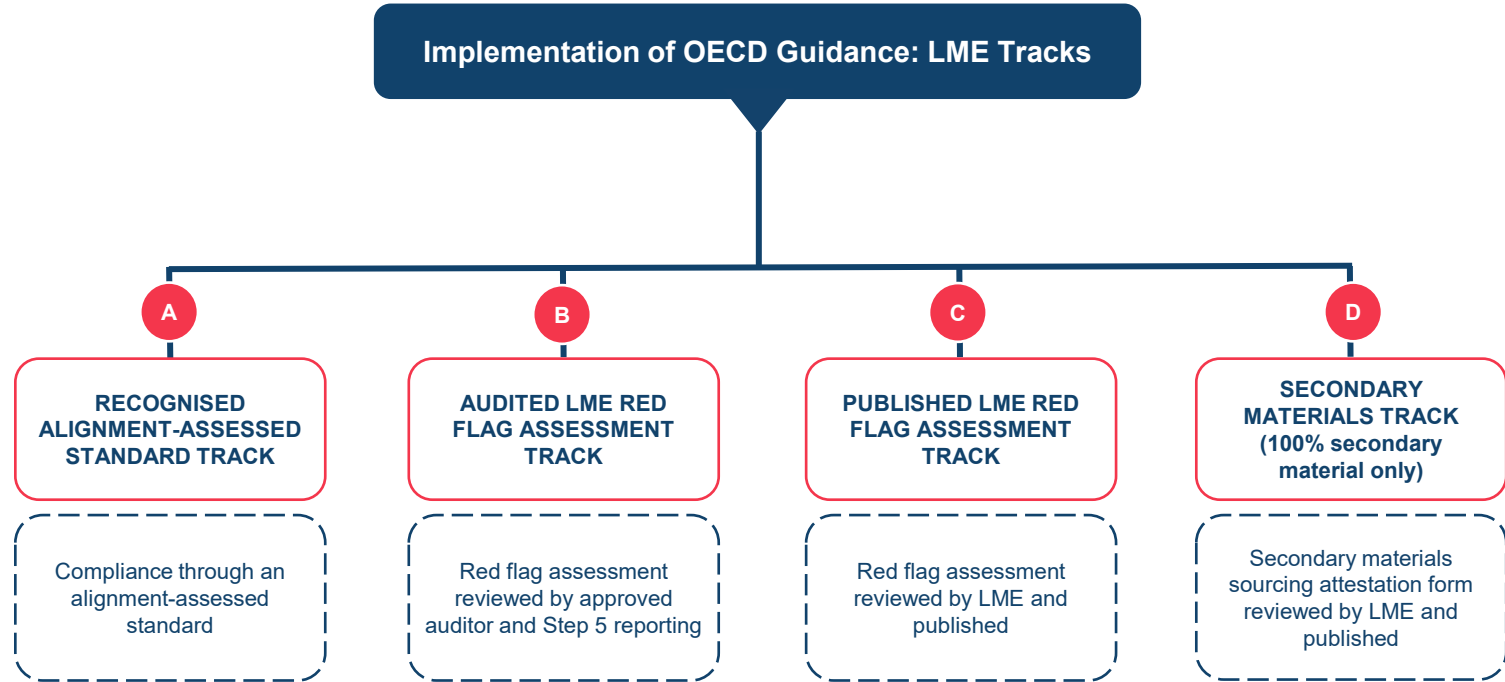 Implementation of OECD Guidance: LME Tracks
A
RECOGNISED
ALIGNMENT-ASSESSED
STANDARD TRACK
Compliance through an
alignment-assessed
standard
B
AUDITED LME RED
FLAG ASSESSMENT
TRACK
Red flag assessment
reviewed by approved
auditor and Step 5 reporting
C
PUBLISHED LME RED
FLAG ASSESSMENT
TRACK
Red flag assessment
reviewed by LME and
published
D
SECONDARY
MATERIALS TRACK
(100% secondary
material only)
Secondary materials
sourcing attestation form
reviewed by LME and
published